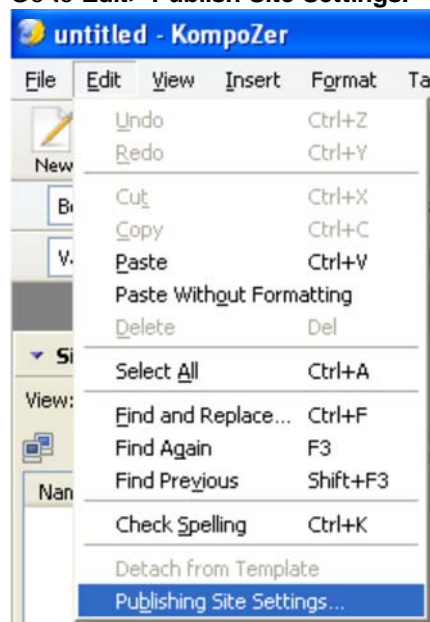 Go to Edit> Publish Site Settings.
untitled - KompoZer
File Edit View Insert Format Ta
New
Undo Ctrl+Z
Redo Ctrl+Y
Cut Ctrl+X
Copy Ctrl+C
Paste Ctrl+V
Paste Without Formatting
Delete Del
Select All Ctrl+A
View:
Find and Replace... Ctrl+F
Find Again F3
Find Previous Shift+F3
Nan
Check Spelling Ctrl+K
Detach from Template
Publishing Site Settings...